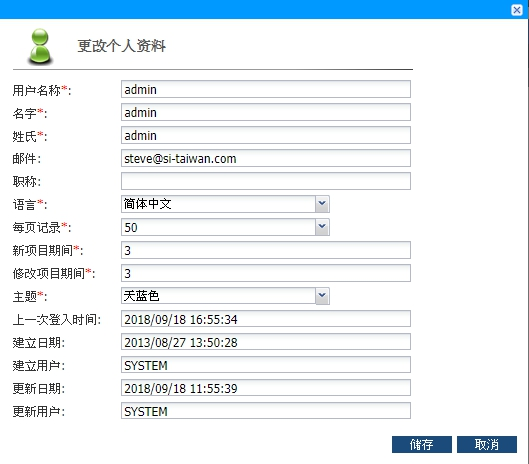 更改个人资料
用户名称*: admin
名字*: admin
姓氏*: admin
邮件: steve@si-taiwan.com
职称:
语言*: 简体中文
每页记录*: 50
新项目期间*: 3
修改项目期间*: 3
主题*: 天蓝色
上一次登入时间: 2018/09/18 16:55:34
建立日期: 2013/08/27 13:50:28
建立用户: SYSTEM
更新日期: 2018/09/18 11:55:39
更新用户: SYSTEM
储存 取消